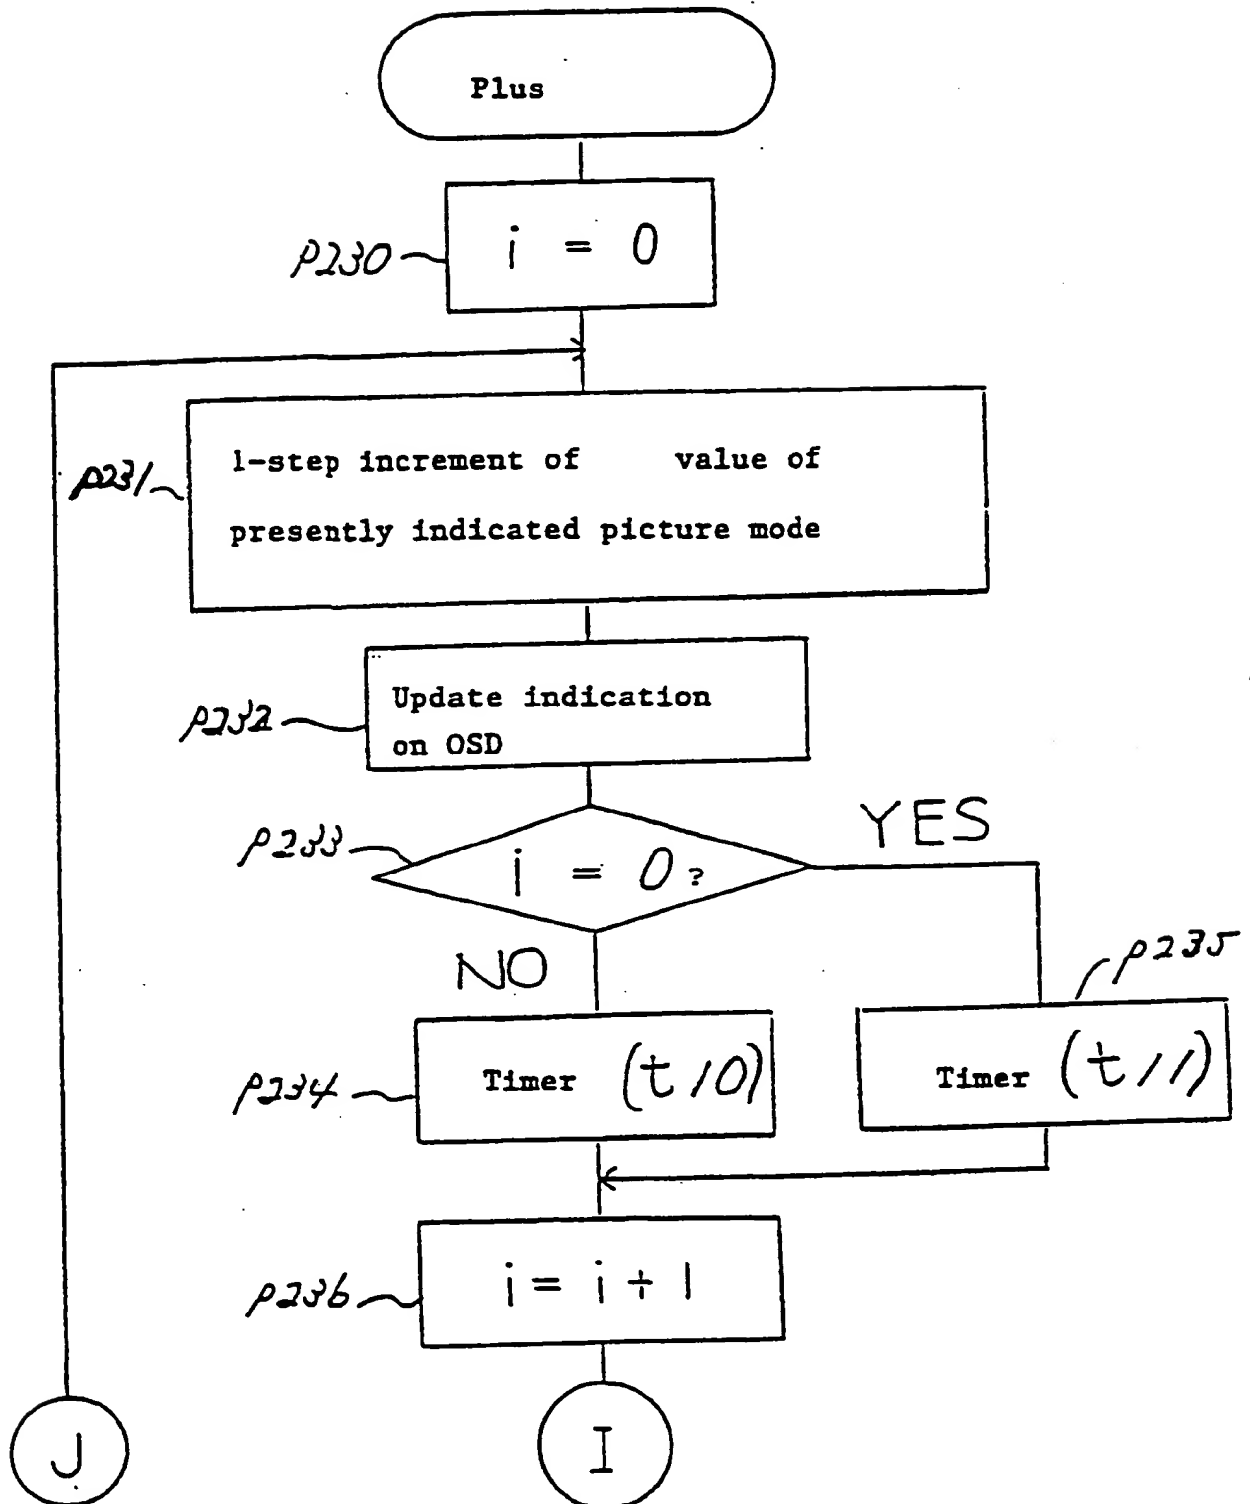 Plus
P230
i = 0
P231
1-step increment of value of
presently indicated picture mode
P232
Update indication
on OSD
P233
i = 0 ?
YES
NO
P235
P234
Timer (t10)
Timer (t11)
P236
i = i + 1
J
I